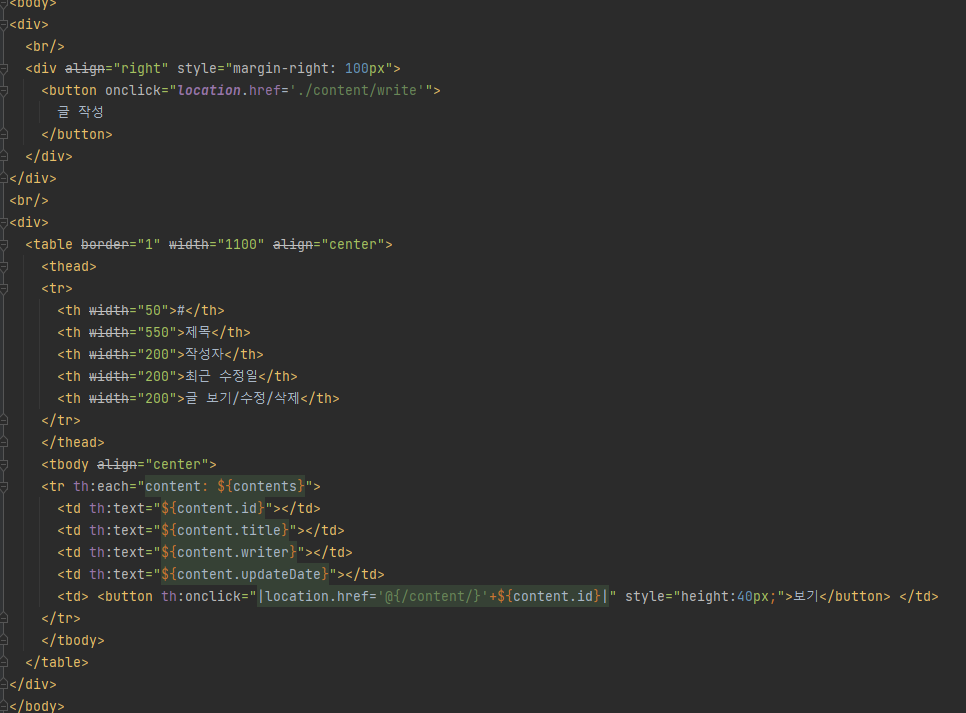 <body>
<div>
<br/>
<div align="right" style="margin-right: 100px">
<button onclick="location.href='./content/write'">
글 작성
</button>
</div>
</div>
<br/>
<div>
<table border="1" width="1100" align="center">
<thead>
<tr>
<th width="50">#</th>
<th width="550">제목</th>
<th width="200">작성자</th>
<th width="200">최근 수정일</th>
<th width="200">글 보기/수정/삭제</th>
</tr>
</thead>
<tbody align="center">
<tr th:each="content: ${contents}">
<td th:text="${content.id}"></td>
<td th:text="${content.title}"></td>
<td th:text="${content.writer}"></td>
<td th:text="${content.updateDate}"></td>
<td> <button th:onclick="|location.href='@{/content/}'+${content.id}|" style="height:40px;">보기</button> </td>
</tr>
</tbody>
</table>
</div>
</body>